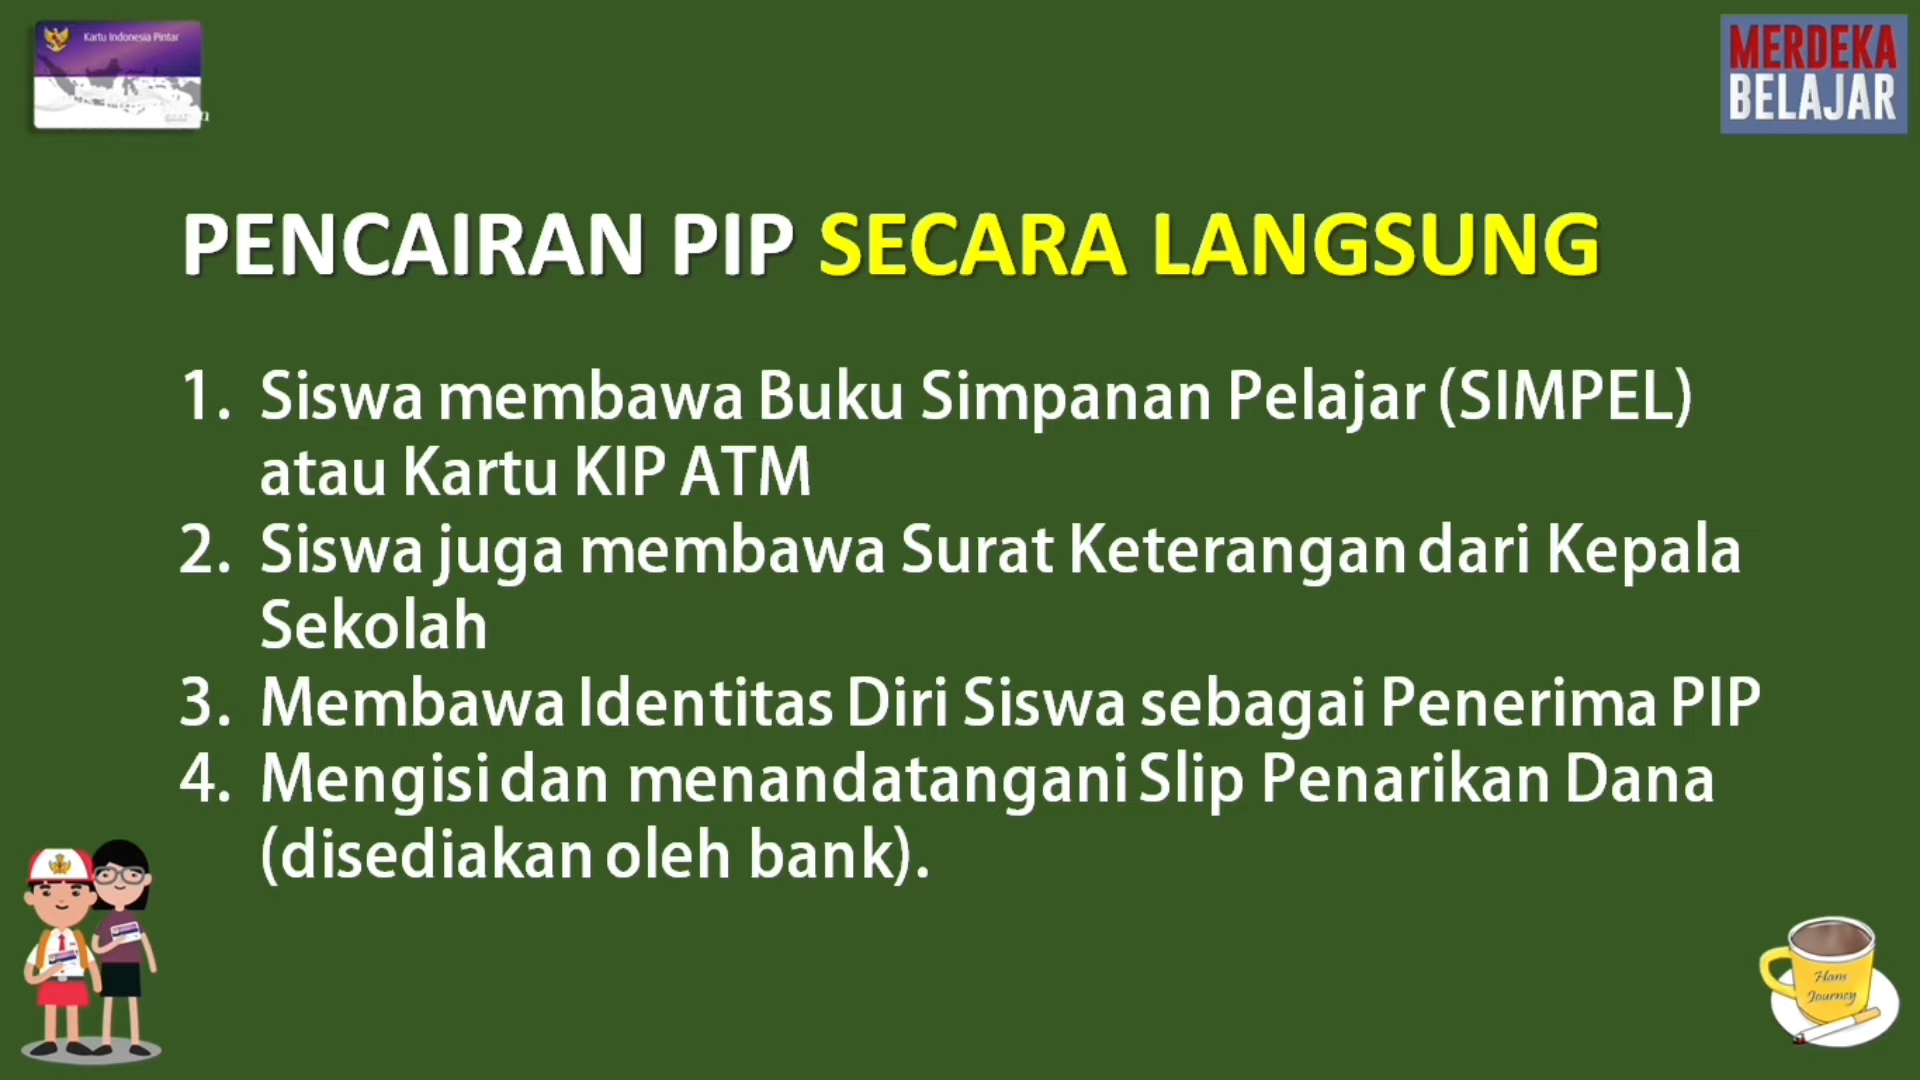 Kartu Indonesia Pintar
MERDEKA
BELAJAR
PENCAIRAN PIP SECARA LANGSUNG
1. Siswa membawa Buku Simpanan Pelajar (SIMPEL)
atau Kartu KIP ATM
2. Siswa juga membawa Surat Keterangan dari Kepala
Sekolah
3. Membawa Identitas Diri Siswa sebagai Penerima PIP
4. Mengisi dan menandatangani Slip Penarikan Dana
(disediakan oleh bank).
Hans
Journey